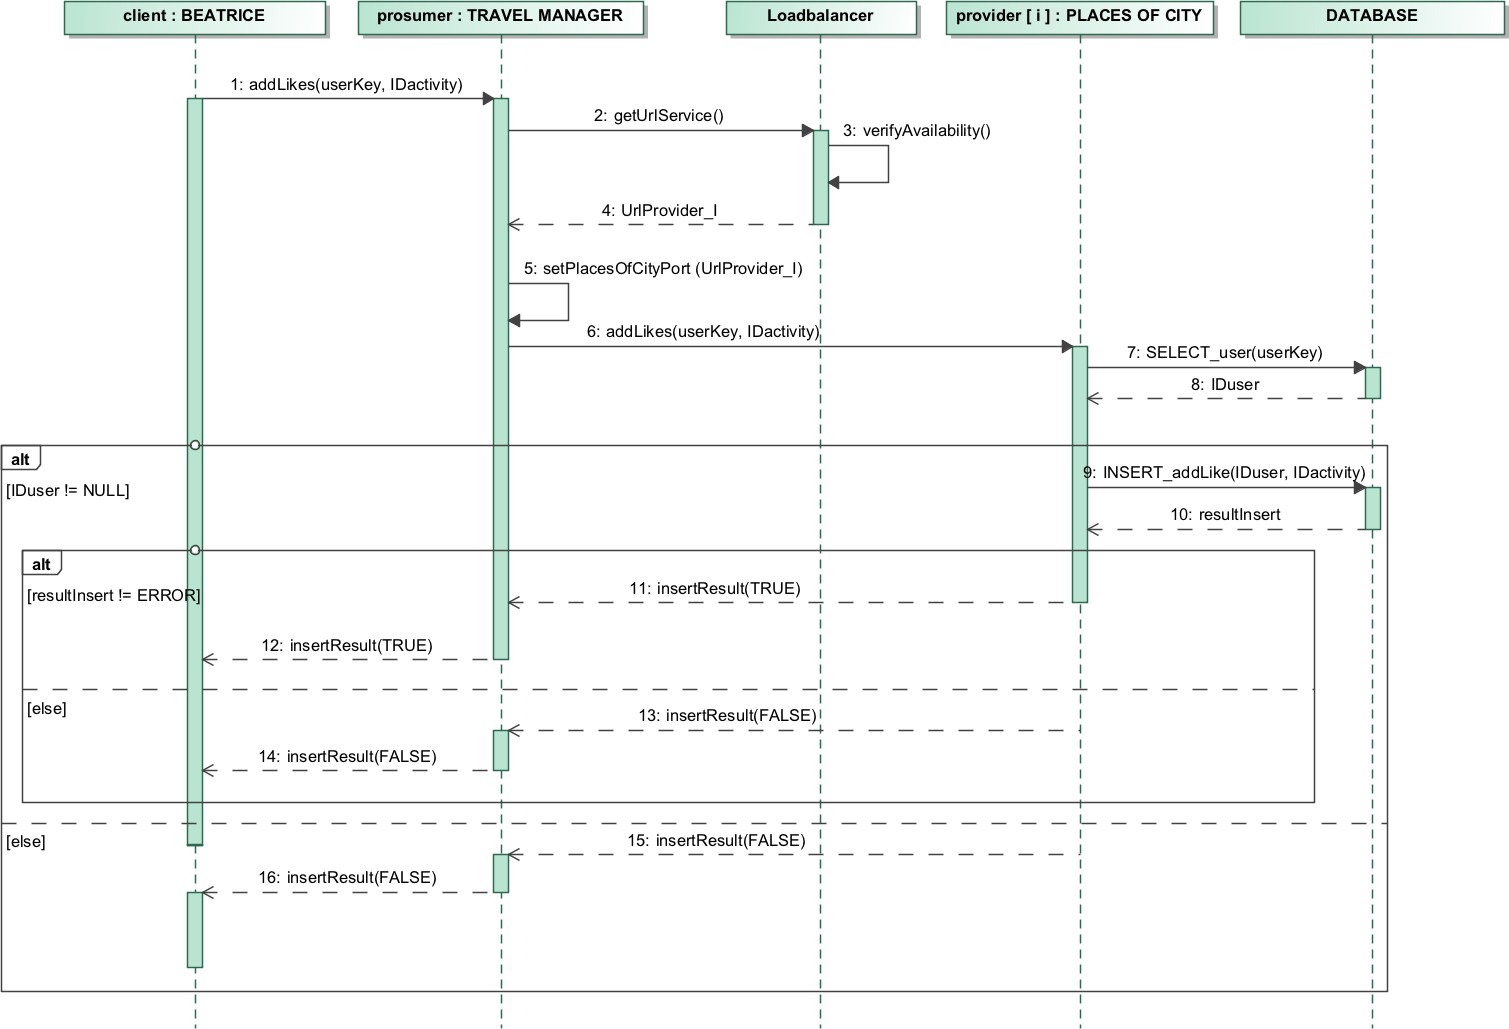 client : BEATRICE
prosumer : TRAVEL MANAGER
Loadbalancer
provider [ i ] : PLACES OF CITY
DATABASE
1: addLikes(userKey, IDactivity)
2: getUrlService()
3: verifyAvailability()
4: UrlProvider_I
5: setPlacesOfCityPort (UrlProvider_I)
6: addLikes(userKey, IDactivity)
7: SELECT_user(userKey)
8: IDuser
alt
[IDuser != NULL]
9: INSERT_addLike(IDuser, IDactivity)
10: resultInsert
alt
[resultInsert != ERROR]
11: insertResult(TRUE)
12: insertResult(TRUE)
[else]
13: insertResult(FALSE)
14: insertResult(FALSE)
[else]
15: insertResult(FALSE)
16: insertResult(FALSE)